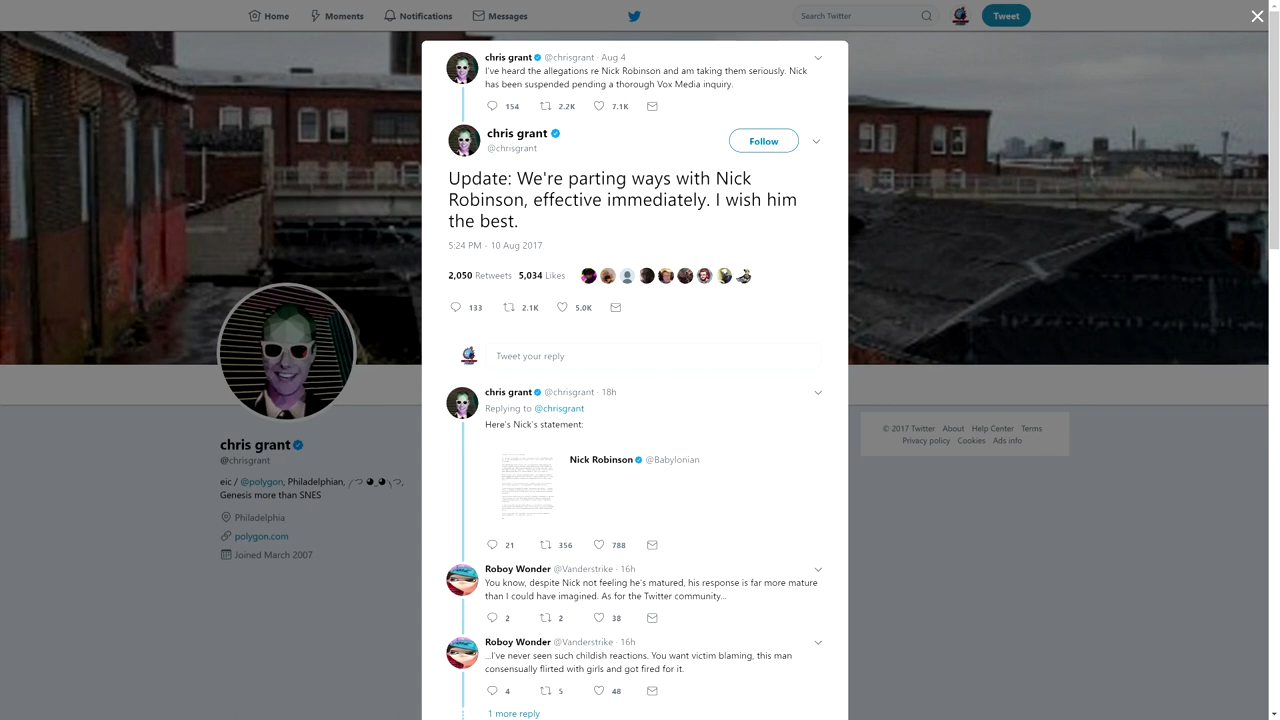 Home
Moments
Notifications
Messages
Search Twitter
Tweet
chris grant @chrisgrant · Aug 4
I've heard the allegations re Nick Robinson and am taking them seriously. Nick
has been suspended pending a thorough Vox Media inquiry.
154 2.2K 7.1K
chris grant
@chrisgrant
Follow
Update: We're parting ways with Nick
Robinson, effective immediately. I wish him
the best.
5:24 PM - 10 Aug 2017
2,050 Retweets 5,034 Likes
133 2.1K 5.0K
Tweet your reply
chris grant @chrisgrant · 18h
Replying to @chrisgrant
Here's Nick's statement:
Nick Robinson @Babylonian
21 356 788
Roboy Wonder @Vanderstrike · 16h
You know, despite Nick not feeling he's matured, his response is far more mature
than I could have imagined. As for the Twitter community...
2 2 38
Roboy Wonder @Vanderstrike · 16h
...I've never seen such childish reactions. You want victim blaming, this man
consensually flirted with girls and got fired for it.
4 5 48
1 more reply
chris grant
@chrisgrant
eic / @polygon, Philadelphian,
Genesis more than SNES
Philadelphia
polygon.com
Joined March 2007
© 2017 Twitter About Help Center Terms
Privacy policy Cookies Ads info